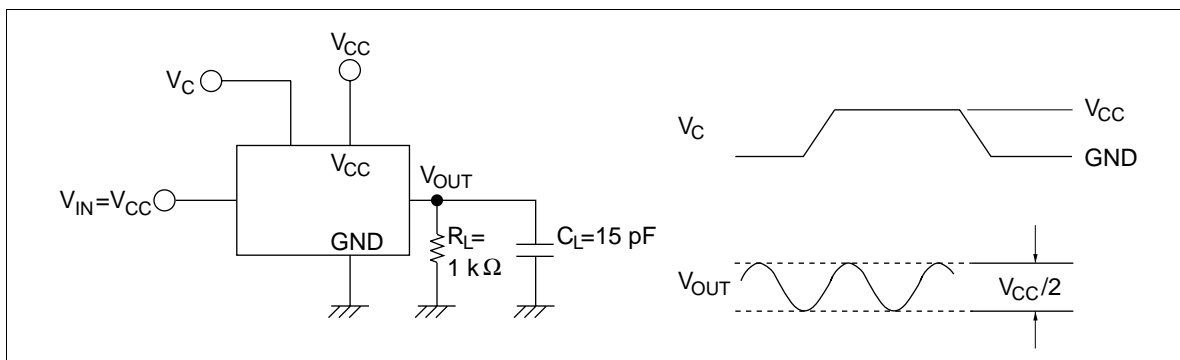 VCC
VC
VCC
VIN=VCC
VOUT
GND
RL=
1 kΩ
CL=15 pF
VC
VCC
GND
VOUT
VCC/2